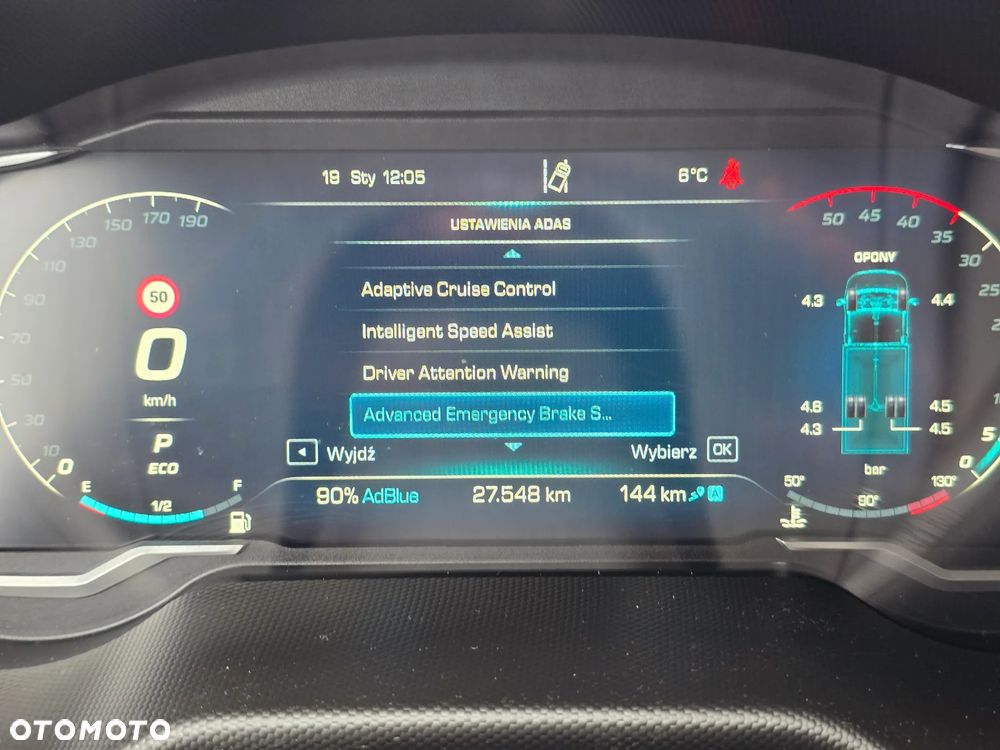 19 Sty 12:05
6°C
USTAWIENIA ADAS
Adaptive Cruise Control
Intelligent Speed Assist
Driver Attention Warning
Advanced Emergency Brake S...
Wyjdź
Wybierz OK
90% AdBlue
27.548 km
144 km A
0
10
30
50
70
90
110
130
150
170
190
50
0
km/h
P
ECO
E
1/2
F
50
45
40
35
30
25
5
0
OPONY
4.3
4.4
4.6
4.5
4.3
4.5
bar
50°
90°
130°
OTOMOTO